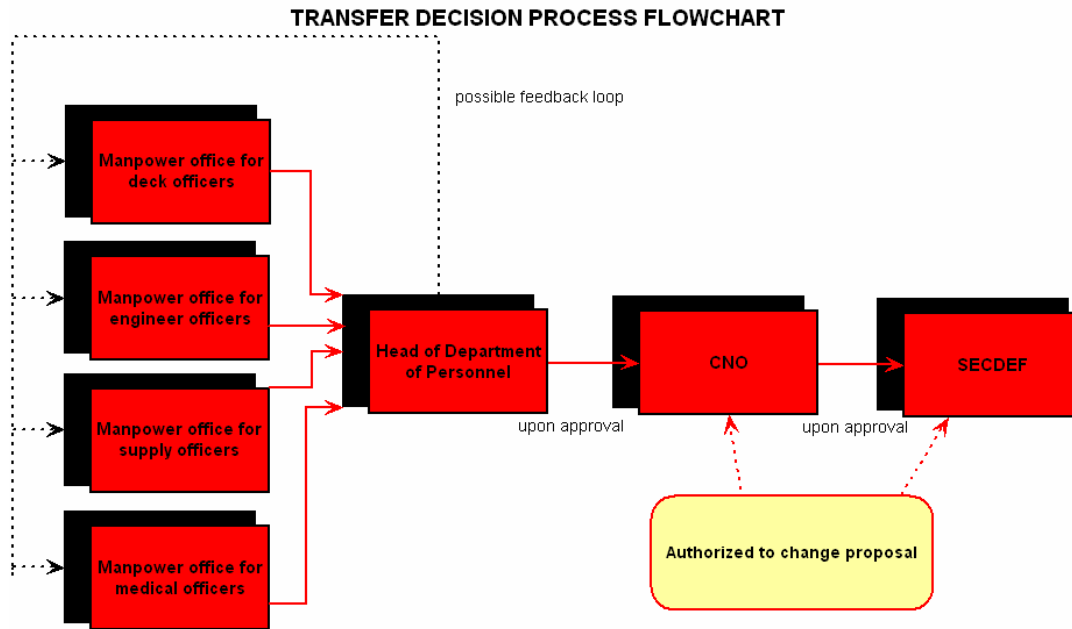 TRANSFER DECISION PROCESS FLOWCHART
possible feedback loop
Manpower office for
deck officers
Manpower office for
engineer officers
Manpower office for
supply officers
Manpower office for
medical officers
Head of Department
of Personnel
upon approval
CNO
upon approval
SECDEF
Authorized to change proposal